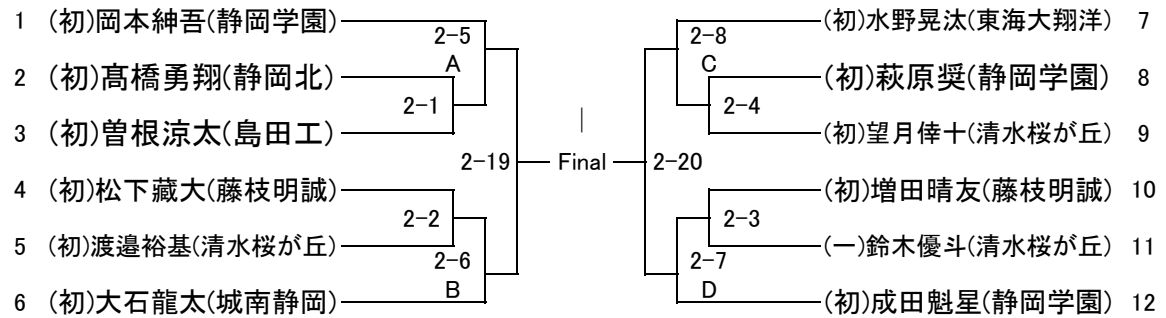 1 (初)岡本紳吾(静岡学園)
2-5
A
2 (初)髙橋勇翔(静岡北)
2-1
3 (初)曽根涼太(島田工)
2-19
4 (初)松下藏大(藤枝明誠)
2-2
5 (初)渡邉裕基(清水桜が丘)
2-6
B
6 (初)大石龍太(城南静岡)
|
Final
(初)水野晃汰(東海大翔洋) 7
2-8
C
(初)萩原奨(静岡学園) 8
2-4
(初)望月倖十(清水桜が丘) 9
2-20
(初)増田晴友(藤枝明誠) 10
2-3
(一)鈴木優斗(清水桜が丘) 11
2-7
D
(初)成田魁星(静岡学園) 12